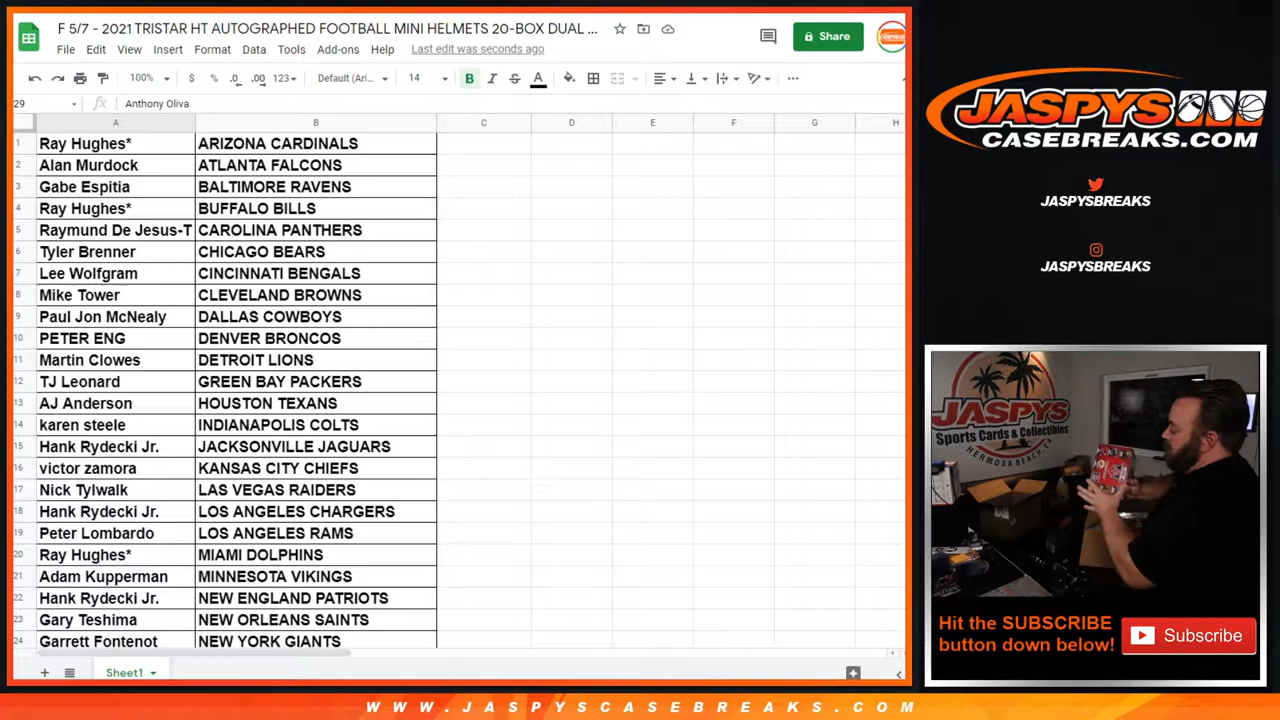 F 5/7 - 2021 TRISTAR HT AUTOGRAPHED FOOTBALL MINI HELMETS 20-BOX DUAL ...
Share
File Edit View Insert Format Data Tools Add-ons Help Last edit was seconds ago
100% $ % .0 .00 123 Default (Ari... 14 B I S A
29 fx Anthony Oliva
A B C D E F G H
1 Ray Hughes* ARIZONA CARDINALS
2 Alan Murdock ATLANTA FALCONS
3 Gabe Espitia BALTIMORE RAVENS
4 Ray Hughes* BUFFALO BILLS
5 Raymund De Jesus-T CAROLINA PANTHERS
6 Tyler Brenner CHICAGO BEARS
7 Lee Wolfgram CINCINNATI BENGALS
8 Mike Tower CLEVELAND BROWNS
9 Paul Jon McNealy DALLAS COWBOYS
10 PETER ENG DENVER BRONCOS
11 Martin Clowes DETROIT LIONS
12 TJ Leonard GREEN BAY PACKERS
13 AJ Anderson HOUSTON TEXANS
14 karen steele INDIANAPOLIS COLTS
15 Hank Rydecki Jr. JACKSONVILLE JAGUARS
16 victor zamora KANSAS CITY CHIEFS
17 Nick Tylwalk LAS VEGAS RAIDERS
18 Hank Rydecki Jr. LOS ANGELES CHARGERS
19 Peter Lombardo LOS ANGELES RAMS
20 Ray Hughes* MIAMI DOLPHINS
21 Adam Kupperman MINNESOTA VIKINGS
22 Hank Rydecki Jr. NEW ENGLAND PATRIOTS
23 Gary Teshima NEW ORLEANS SAINTS
24 Garrett Fontenot NEW YORK GIANTS
Sheet1
JASPYS
CASEBREAKS.COM
JASPYSBREAKS
JASPYSBREAKS
JASPYS
Sports Cards & Collectibles
HERMOSA BEACH, CA
Hit the SUBSCRIBE
button down below!
Subscribe
WWW.JASPYSCASEBREAKS.COM